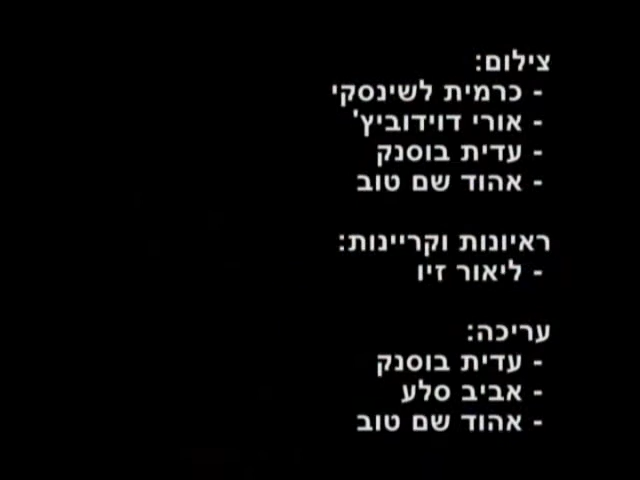 צילום:
- כרמית לשינסקי
- אורי דוידוביץ'
- עדית בוסנק
- אהוד שם טוב
ראיונות וקריינות:
- ליאור זיו
עריכה:
- עדית בוסנק
- אביב סלע
- אהוד שם טוב